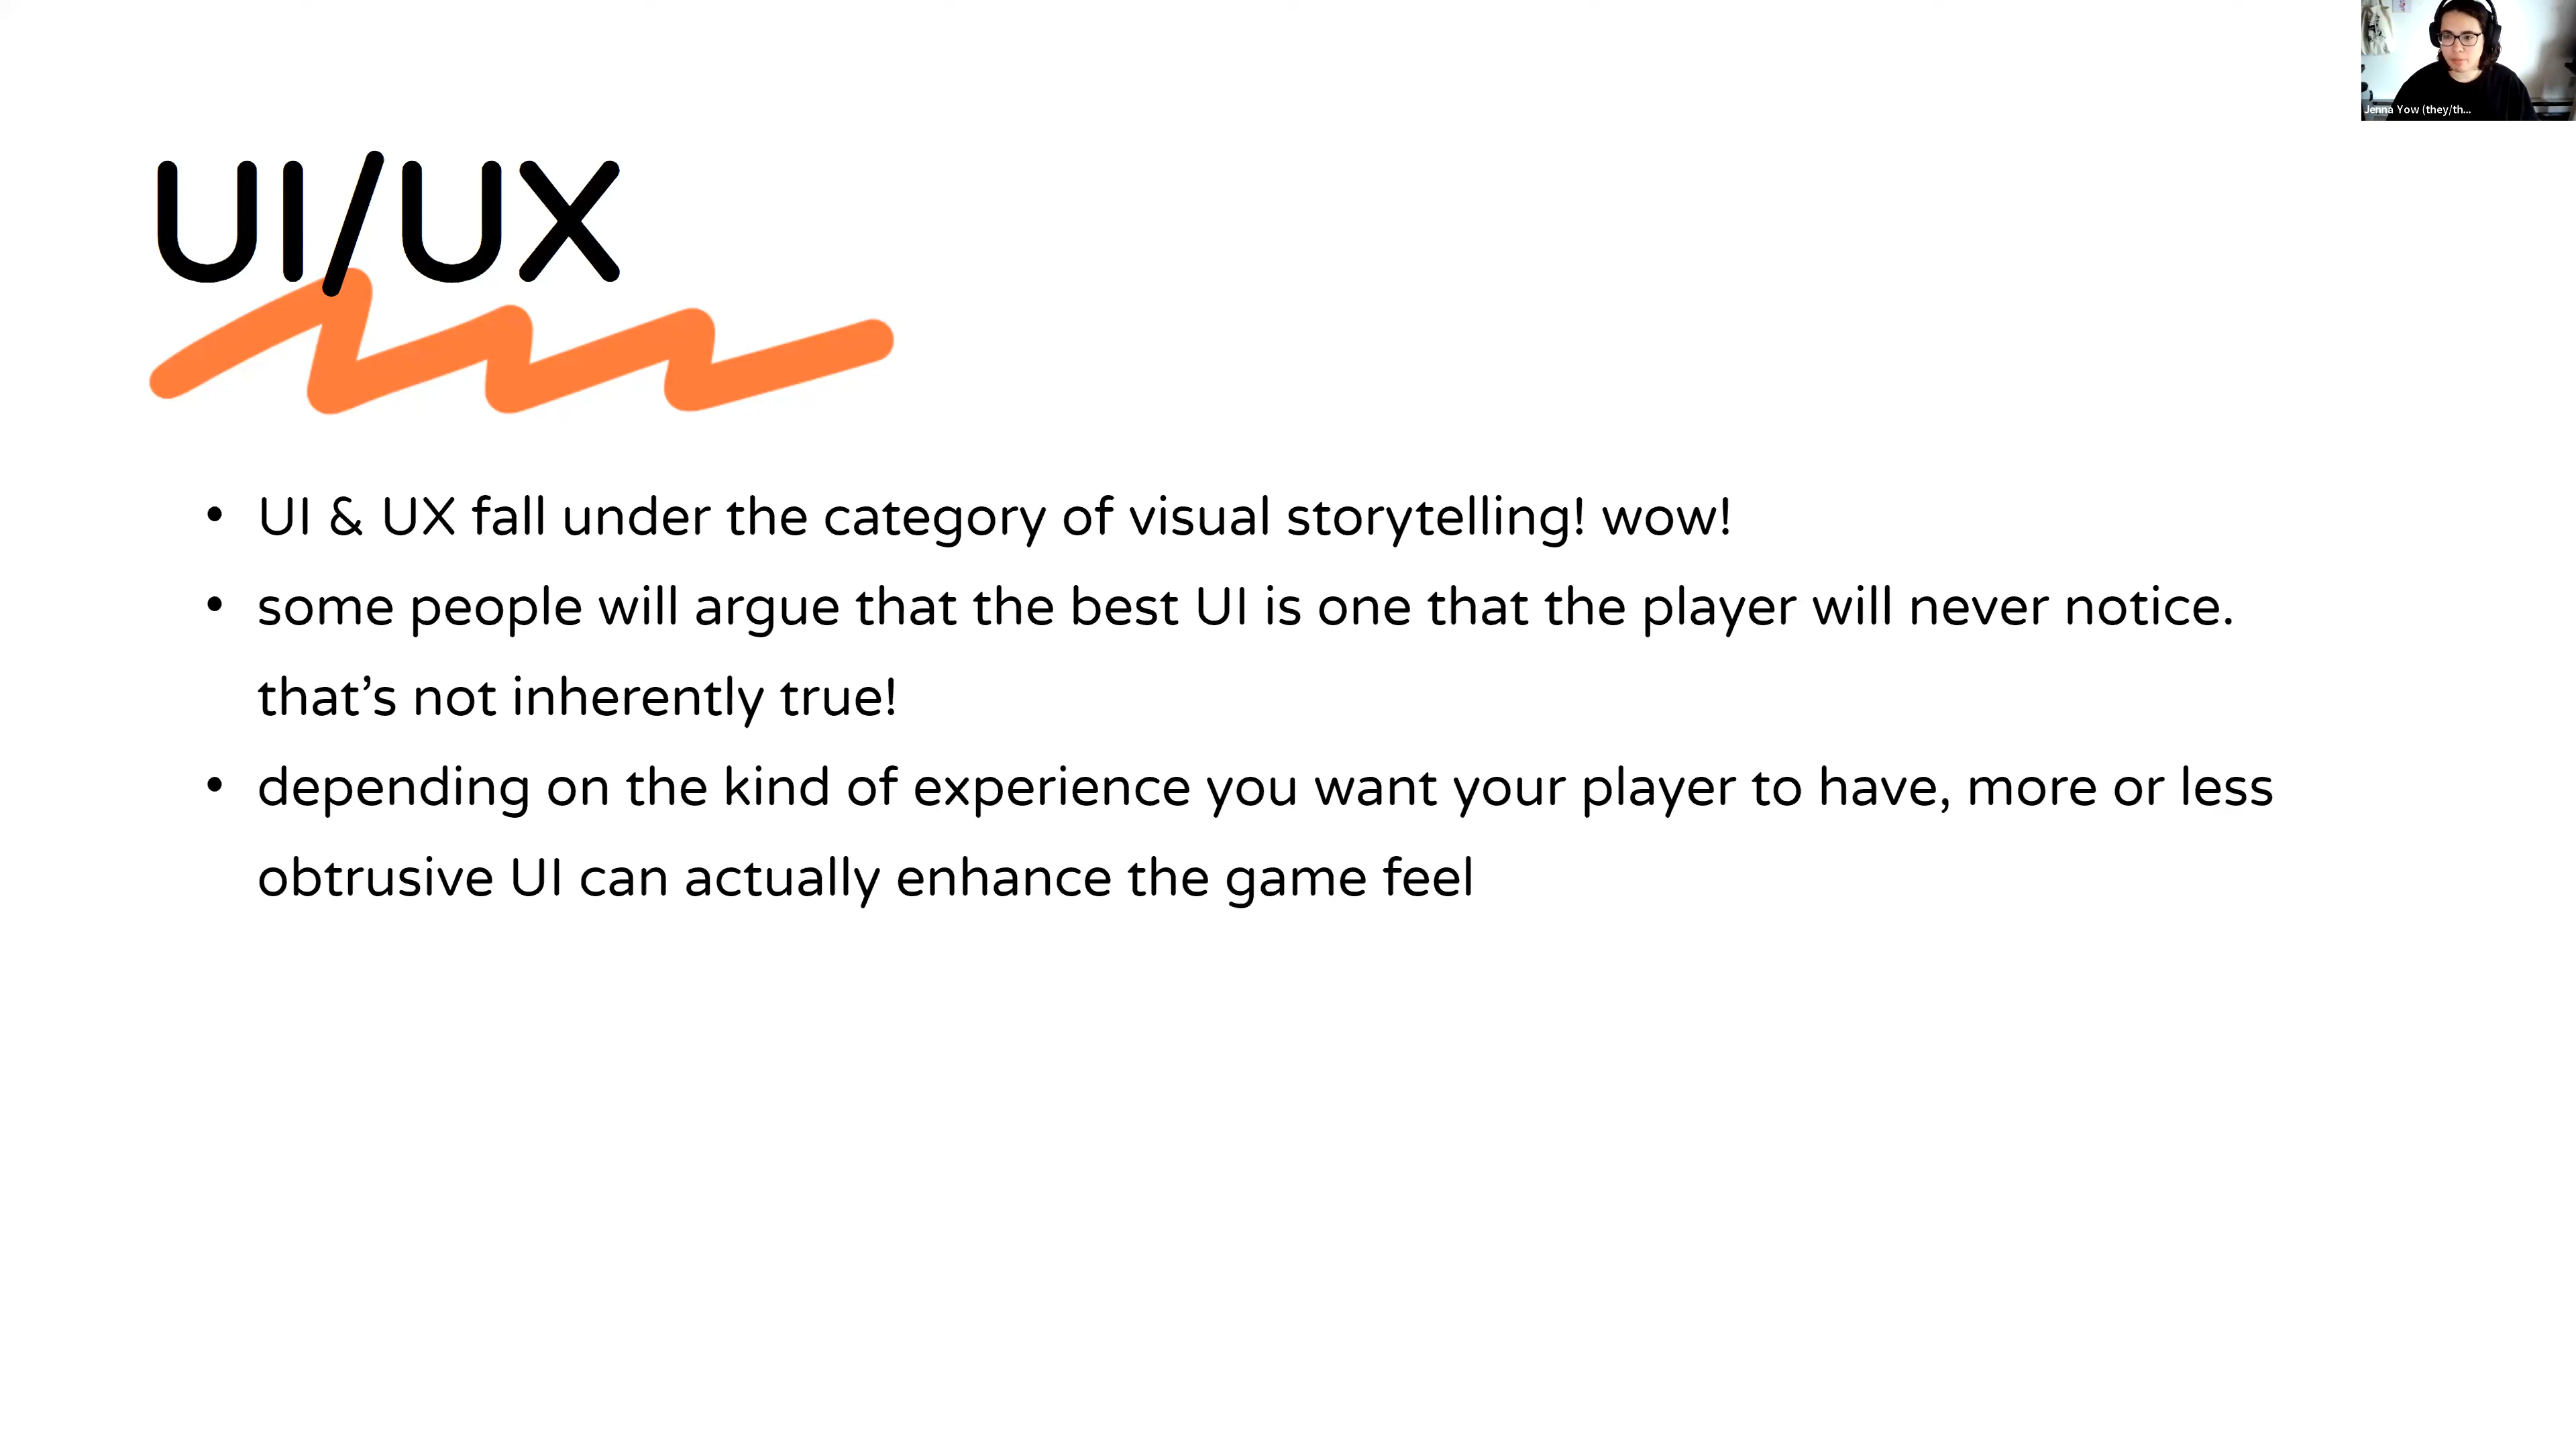 Jenna Yow (they/th...
UI/UX
• UI & UX fall under the category of visual storytelling! wow!
• some people will argue that the best UI is one that the player will never notice.
that’s not inherently true!
• depending on the kind of experience you want your player to have, more or less
obtrusive UI can actually enhance the game feel